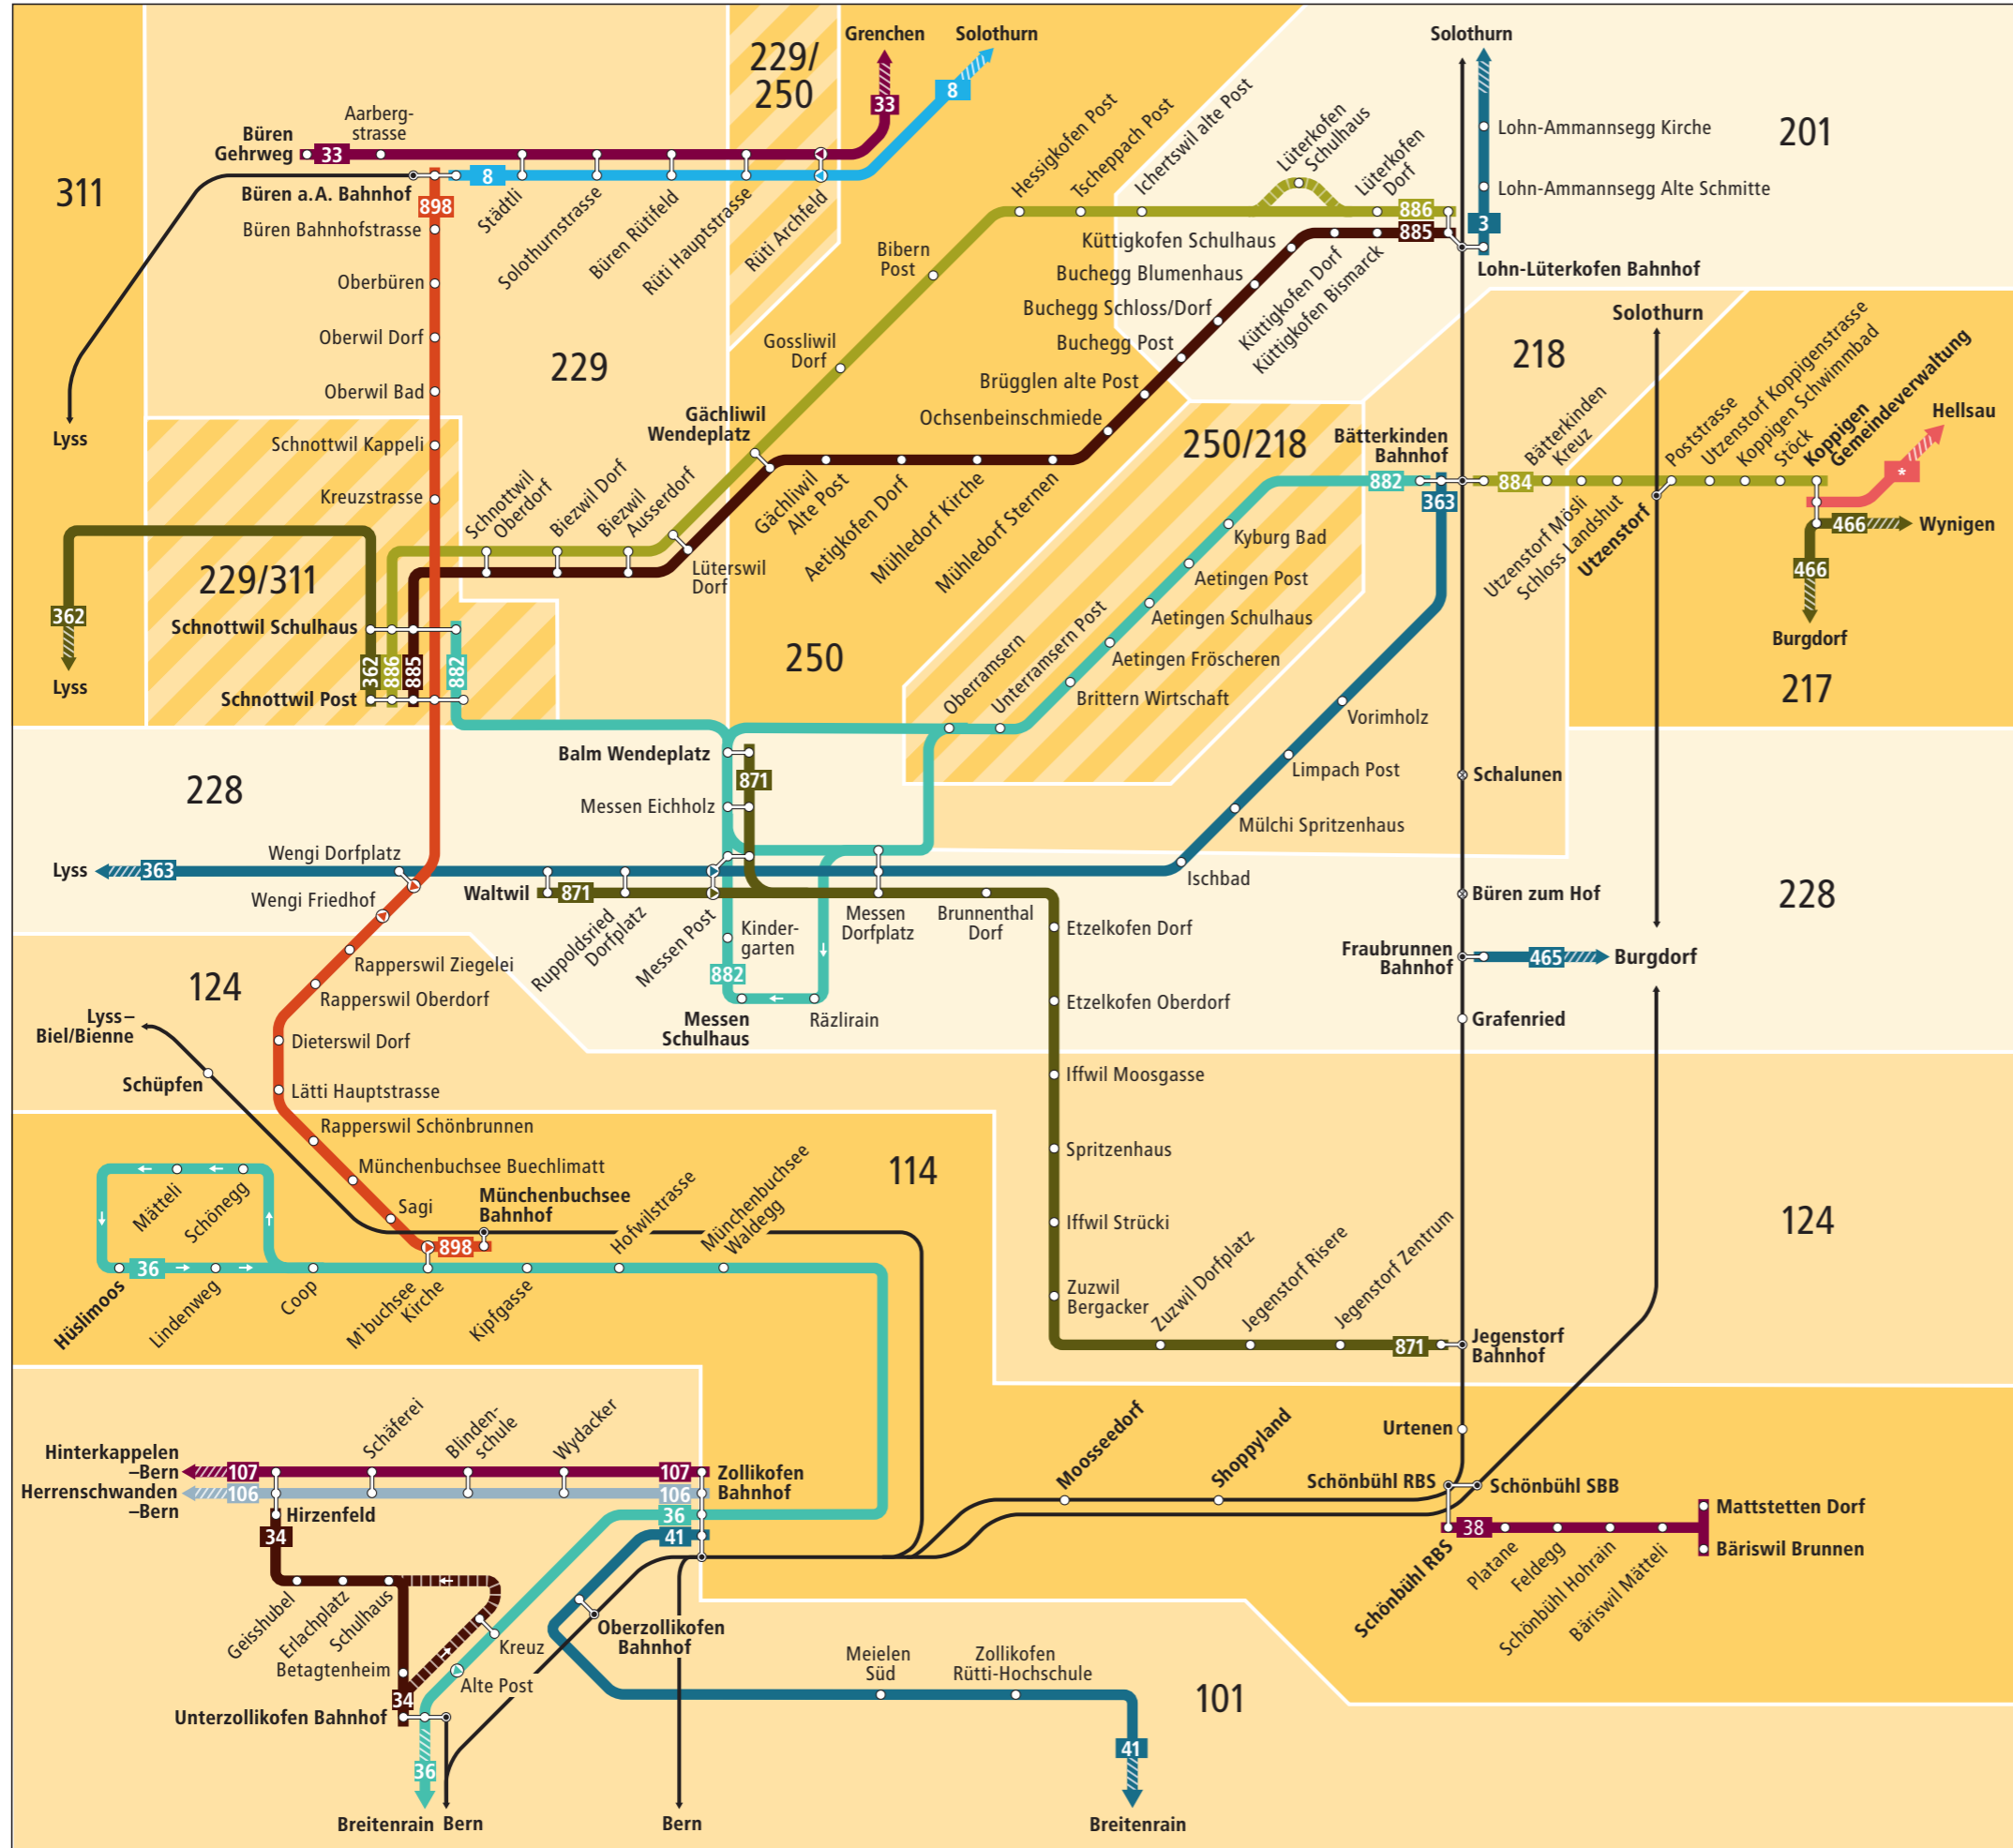 229/
250
Grenchen
Solothurn
Solothurn
33
8
Aarberg-
strasse
Büren
Gehrweg
33
Büren a.A. Bahnhof
8
898
Städtli
Solothurnstrasse
Büren Rütifeld
Rüti Hauptstrasse
Rüti Archfeld
311
Büren Bahnhofstrasse
Oberbüren
Oberwil Dorf
Oberwil Bad
Schnottwil Kappeli
Kreuzstrasse
229
Lyss
Hessigkofen Post
Tscheppach Post
Ichertswil alte Post
Lüterkofen
Schulhaus
Lüterkofen
Dorf
886
885
3
Lohn-Ammannsegg Kirche
Lohn-Ammannsegg Alte Schmitte
201
Lohn-Lüterkofen Bahnhof
Bibern
Post
Gossliwil
Dorf
Gächliwil
Wendeplatz
Küttigkofen Schulhaus
Buchegg Blumenhaus
Buchegg Schloss/Dorf
Buchegg Post
Brügglen alte Post
Ochsenbeinschmiede
Küttigkofen Dorf
Küttigkofen Bismarck
Solothurn
218
250/218
Bätterkinden
Bahnhof
882
363
884
Bätterkinden
Kreuz
Utzenstorf Mösli
Schloss Landshut
Utzenstorf
Poststrasse
Utzenstorf Koppigenstrasse
Koppigen Schwimmbad
Stöck
Koppigen
Gemeindeverwaltung
Hellsau
*
466
Wynigen
466
Burgdorf
217
Schnottwil
Oberdorf
Biezwil Dorf
Biezwil
Ausserdorf
Lüterswil
Dorf
Gächliwil
Alte Post
Aetigkofen Dorf
Mühledorf Kirche
Mühledorf Sternen
250
229/311
362
Lyss
Schnottwil Schulhaus
362
886
885
882
Schnottwil Post
Kyburg Bad
Aetingen Post
Aetingen Schulhaus
Aetingen Fröscheren
Brittern Wirtschaft
Oberramsern
Unterramsern Post
Vorimholz
Limpach Post
Mülchi Spritzenhaus
Ischbad
Schalunen
228
Balm Wendeplatz
871
Messen Eichholz
Wengi Dorfplatz
Lyss
363
Wengi Friedhof
Waltwil
871
Ruppoldsried
Dorfplatz
Messen Post
Kinder-
garten
882
Messen
Schulhaus
Räzlirain
Messen
Dorfplatz
Brunnenthal
Dorf
Büren zum Hof
228
Fraubrunnen
Bahnhof
465
Burgdorf
Grafenried
Etzelkofen Dorf
Etzelkofen Oberdorf
Iffwil Moosgasse
Spritzenhaus
Iffwil Strücki
Zuzwil
Bergacker
Zuzwil Dorfplatz
Jegenstorf Risere
Jegenstorf Zentrum
871
Jegenstorf
Bahnhof
124
124
Rapperswil Ziegelei
Rapperswil Oberdorf
Dieterswil Dorf
Lätti Hauptstrasse
Rapperswil Schönbrunnen
Münchenbuchsee Buechlimatt
Sagi
Lyss–
Biel/Bienne
Schüpfen
Münchenbuchsee
Bahnhof
898
114
Mätteli
Schönegg
Hüslimoos
36
Lindenweg
Coop
M`buchsee
Kirche
Kipfgasse
Hofwilstrasse
Münchenbuchsee
Waldegg
Hinterkappelen
–Bern
107
Herrenschwanden
–Bern
106
Schäferei
Blinden-
schule
Wydacker
107
106
36
41
Zollikofen
Bahnhof
Hirzenfeld
34
Geisshubel
Erlachplatz
Schulhaus
Betagtenheim
34
Unterzollikofen Bahnhof
Kreuz
Alte Post
36
Breitenrain
Bern
Oberzollikofen
Bahnhof
Bern
Meielen
Süd
Zollikofen
Rütti-Hochschule
41
Breitenrain
101
Moosseedorf
Shoppyland
Urtenen
Schönbühl RBS
Schönbühl SBB
38
Schönbühl RBS
Platane
Feldegg
Schönbühl Hohrain
Bäriswil Mätteli
Mattstetten Dorf
Bäriswil Brunnen